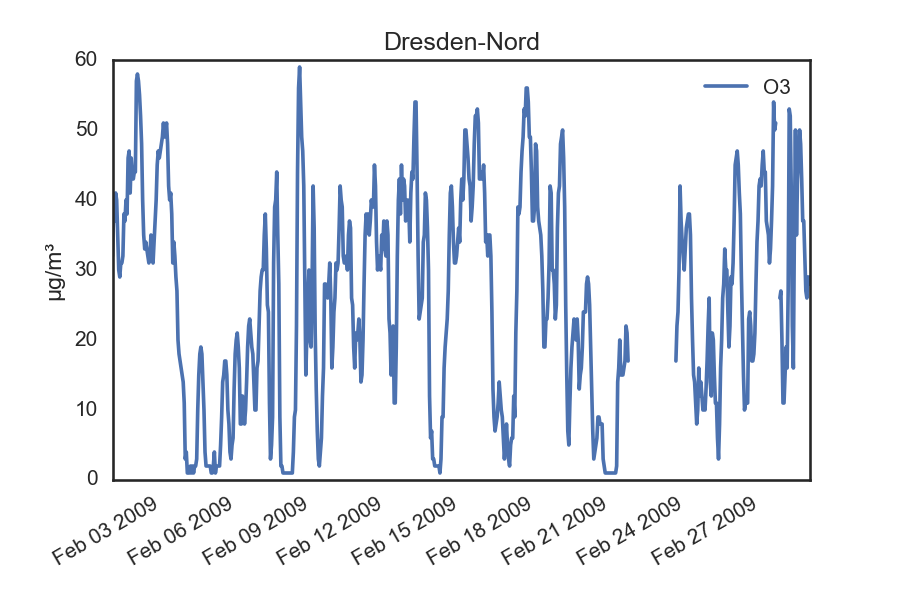 Dresden-Nord
O3
µg/m³
60
50
40
30
20
10
0
Feb 03 2009
Feb 06 2009
Feb 09 2009
Feb 12 2009
Feb 15 2009
Feb 18 2009
Feb 21 2009
Feb 24 2009
Feb 27 2009